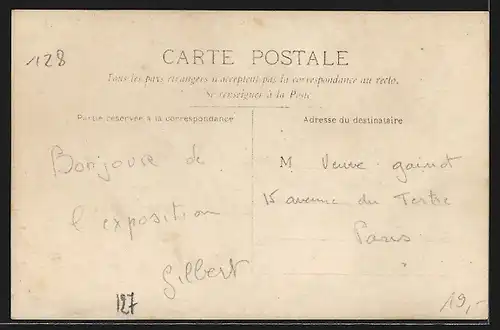 128
CARTE POSTALE
Tous les pays étrangers n'acceptent pas la correspondance au recto.
Se renseigner à la Poste
Partie réservée à la correspondance
Adresse du destinataire
Bonjour de
l'exposition
Gilbert
M Veuve gainot
15 avenue du Tertre
Paris
127
19,-